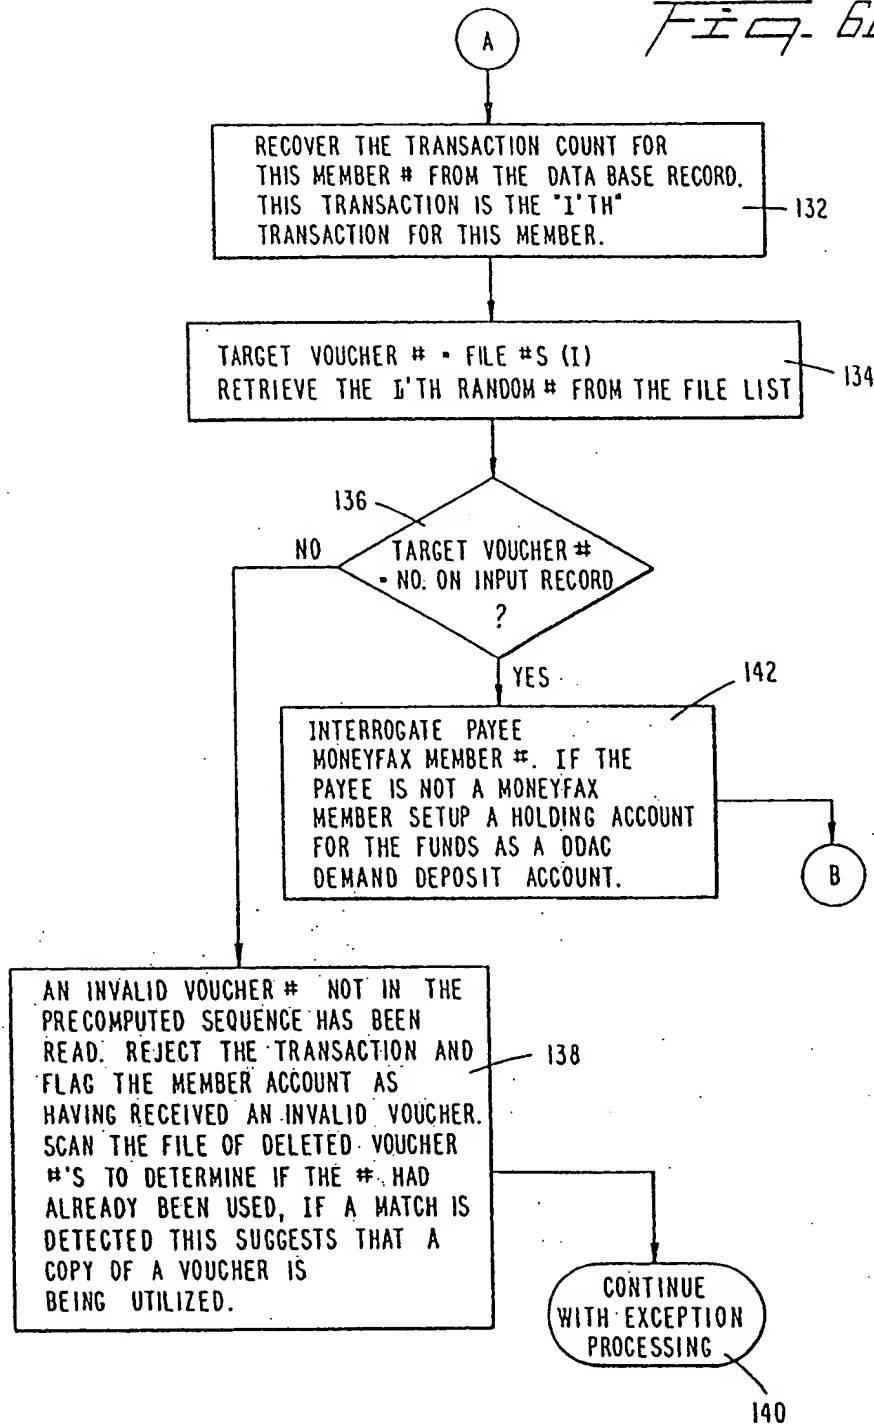 Fig. 6
A
RECOVER THE TRANSACTION COUNT FOR
THIS MEMBER # FROM THE DATA BASE RECORD.
THIS TRANSACTION IS THE "I'TH"
TRANSACTION FOR THIS MEMBER.
132
TARGET VOUCHER # = FILE #S (I)
RETRIEVE THE I'TH RANDOM # FROM THE FILE LIST
134
136
NO
TARGET VOUCHER #
= NO. ON INPUT RECORD
?
YES
142
INTERROGATE PAYEE
MONEYFAX MEMBER #. IF THE
PAYEE IS NOT A MONEYFAX
MEMBER SETUP A HOLDING ACCOUNT
FOR THE FUNDS AS A ODAC
DEMAND DEPOSIT ACCOUNT.
B
AN INVALID VOUCHER # NOT IN THE
PRECOMPUTED SEQUENCE HAS BEEN
READ. REJECT THE TRANSACTION AND
FLAG THE MEMBER ACCOUNT AS
HAVING RECEIVED AN INVALID VOUCHER.
SCAN THE FILE OF DELETED VOUCHER
#'S TO DETERMINE IF THE # HAD
ALREADY BEEN USED, IF A MATCH IS
DETECTED THIS SUGGESTS THAT A
COPY OF A VOUCHER IS
BEING UTILIZED.
138
CONTINUE
WITH EXCEPTION
PROCESSING
140